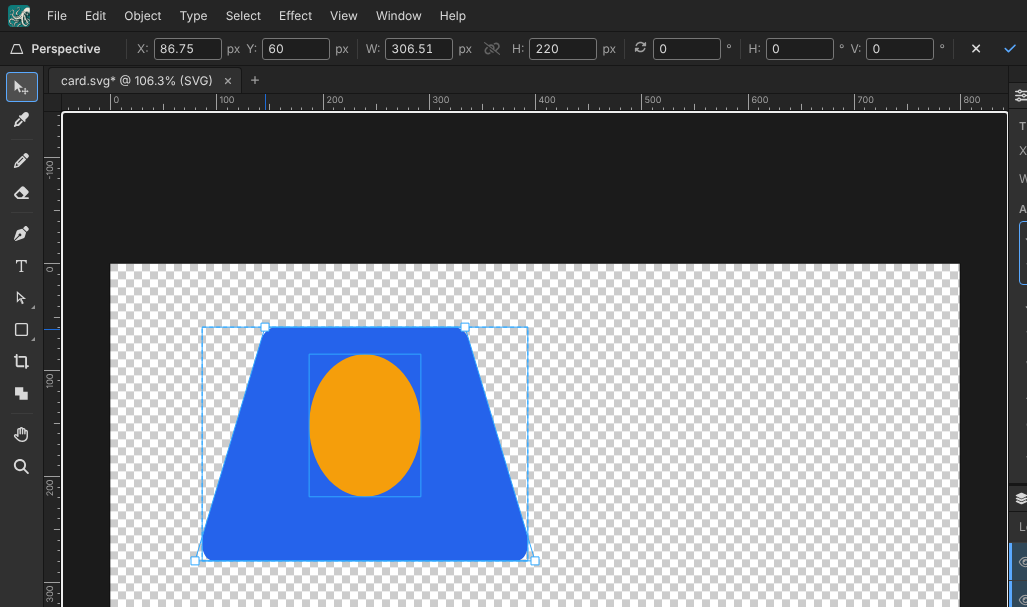 File Edit Object Type Select Effect View Window Help
Perspective X: 86.75 px Y: 60 px W: 306.51 px H: 220 px 0 ° H: 0 ° V: 0 °
card.svg* @ 106.3% (SVG) × +
0 100 200 300 400 500 600 700 800
T
X
W
A
-100
0
100
200
300
T